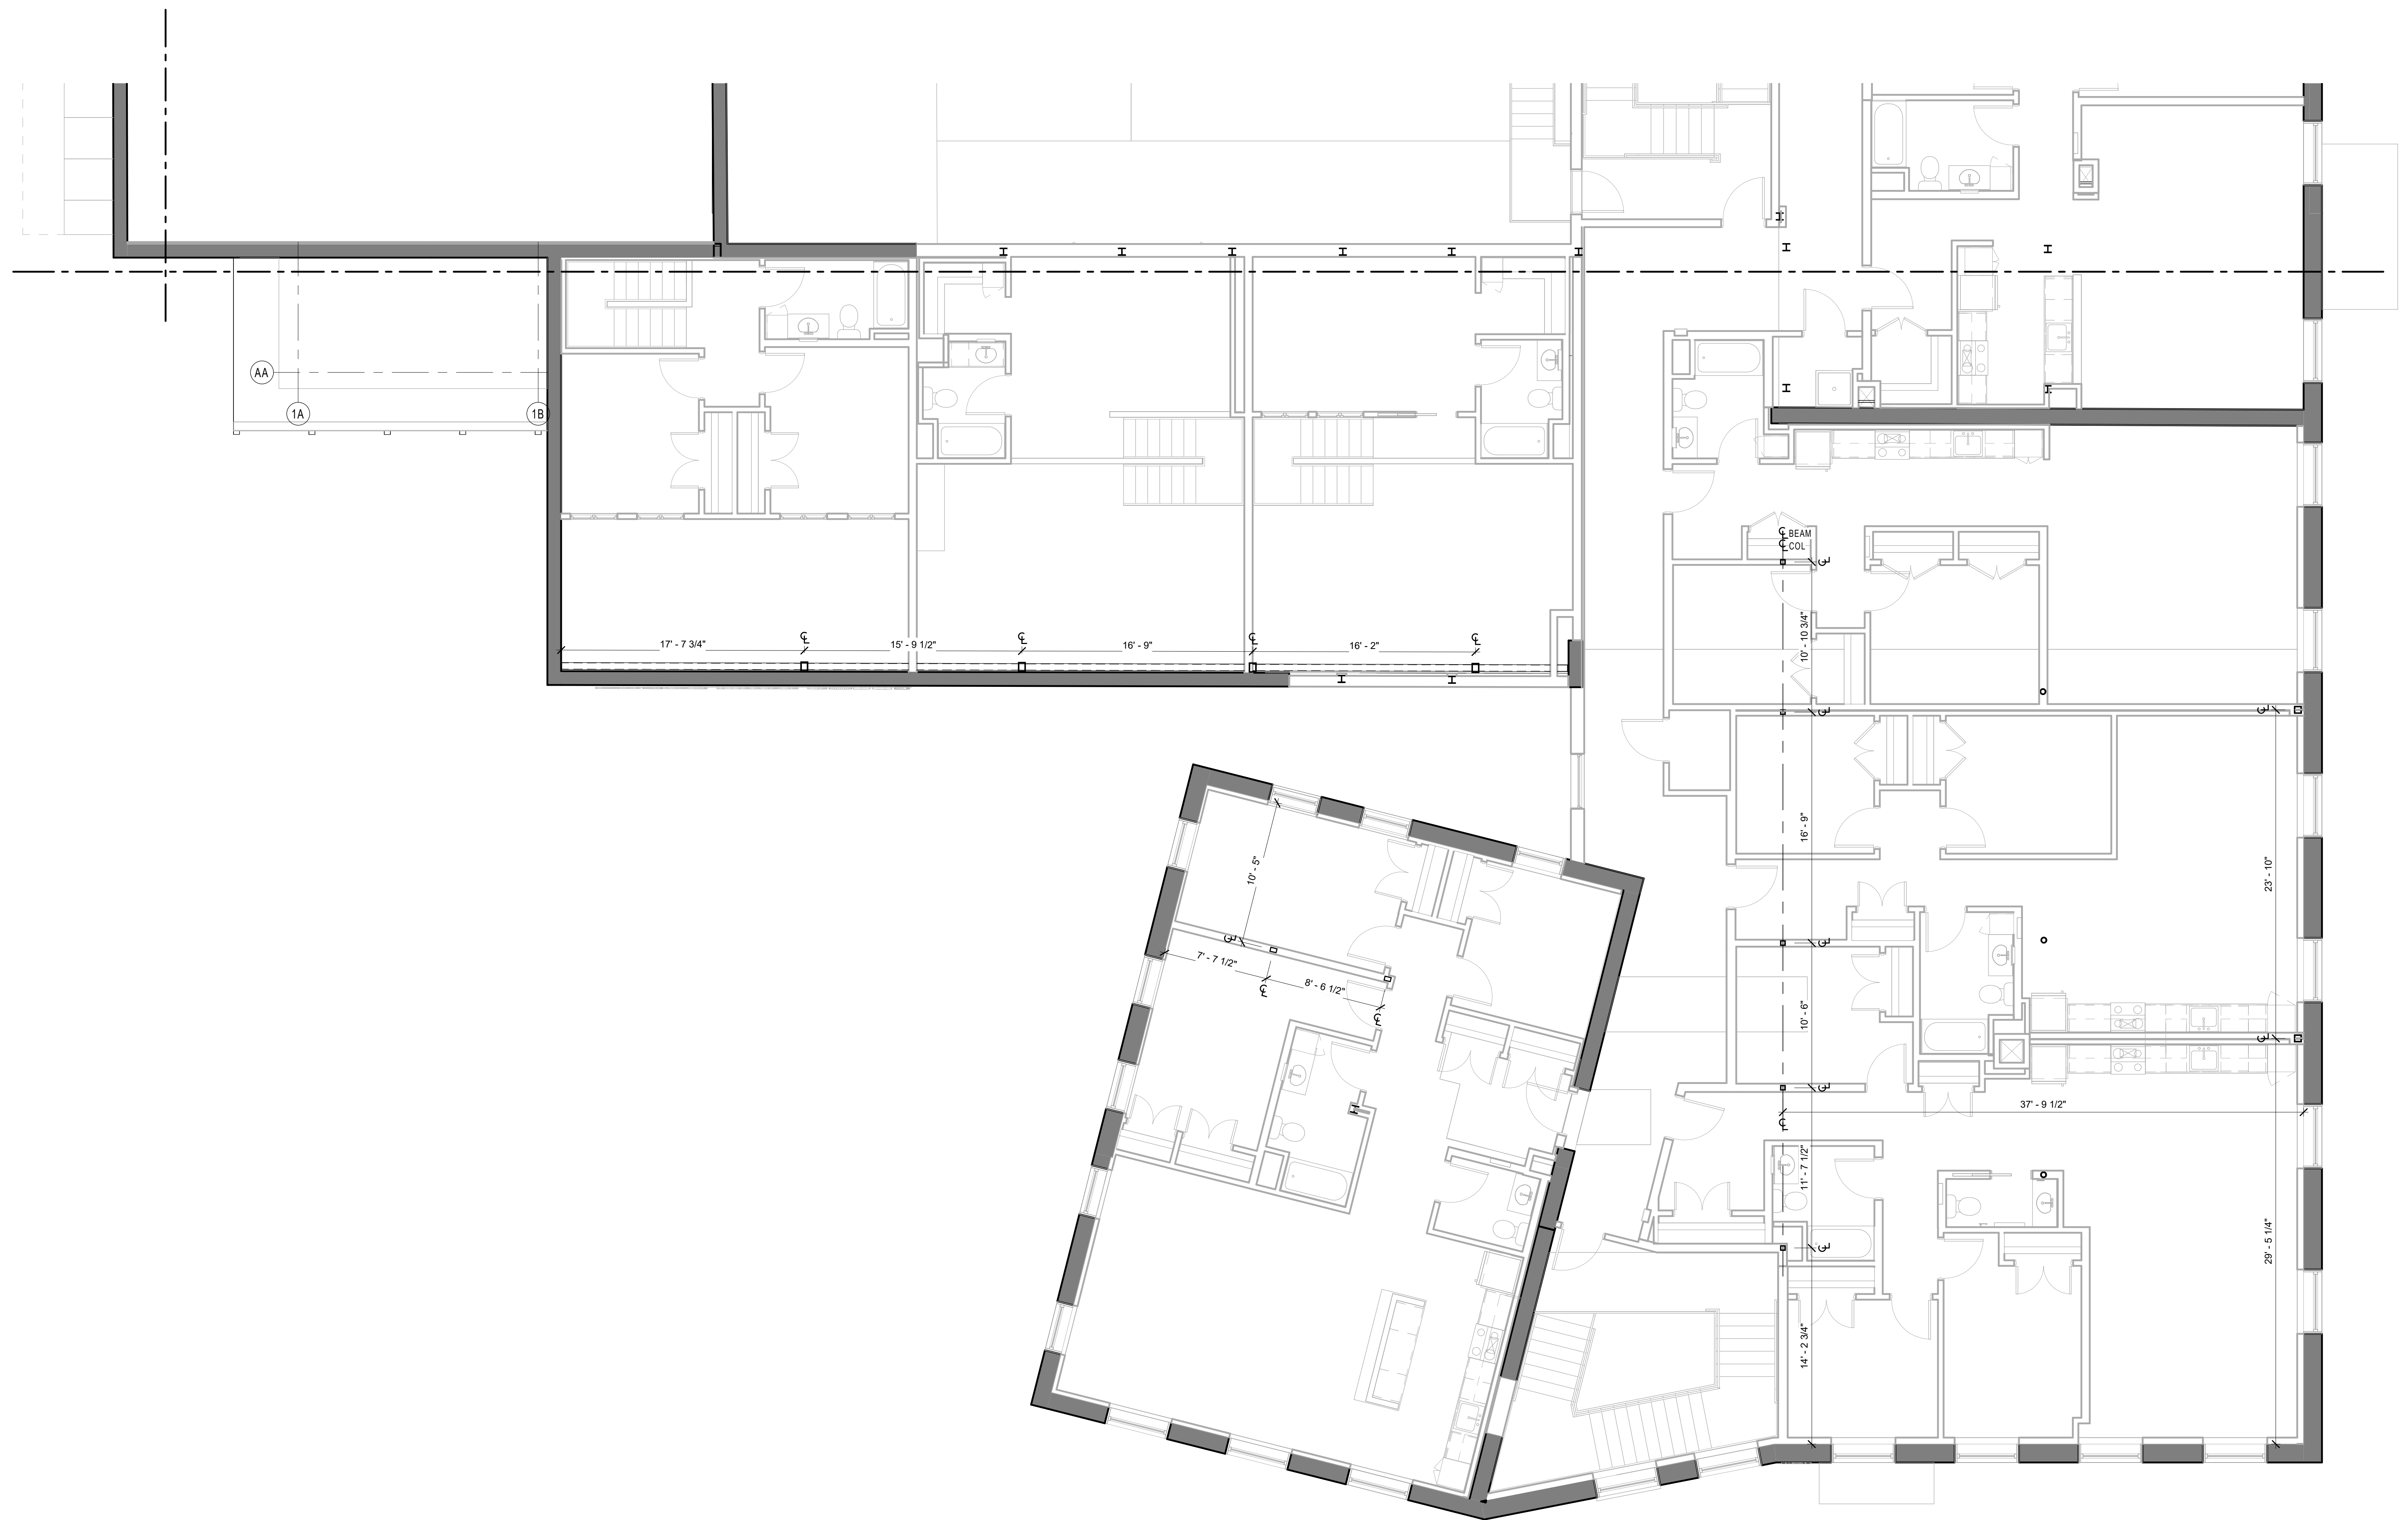 AA
1A
1B
℄ BEAM
℄ COL
℄
10' - 10 3/4"
℄
℄
℄
℄
17' - 7 3/4"
15' - 9 1/2"
16' - 9"
16' - 2"
℄
℄
16' - 9"
10' - 5"
23' - 10"
℄
℄
7' - 7 1/2"
℄
8' - 6 1/2"
℄
10' - 6"
℄
℄
37' - 9 1/2"
℄
11' - 7 1/2"
29' - 5 1/4"
℄
14' - 2 3/4"